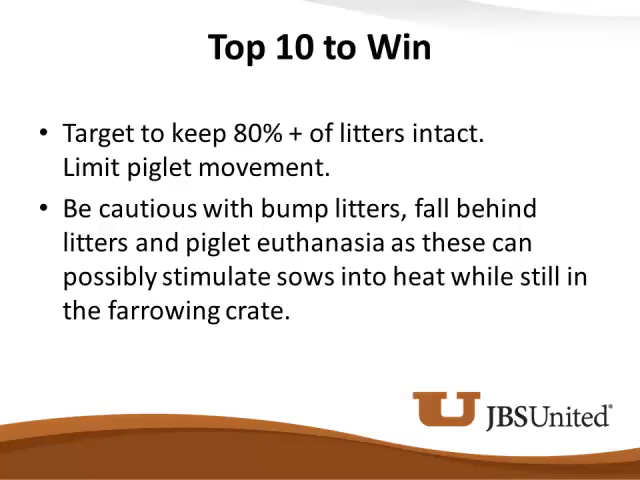 Top 10 to Win
• Target to keep 80% + of litters intact.
Limit piglet movement.
• Be cautious with bump litters, fall behind
litters and piglet euthanasia as these can
possibly stimulate sows into heat while still in
the farrowing crate.
JBSUnited®